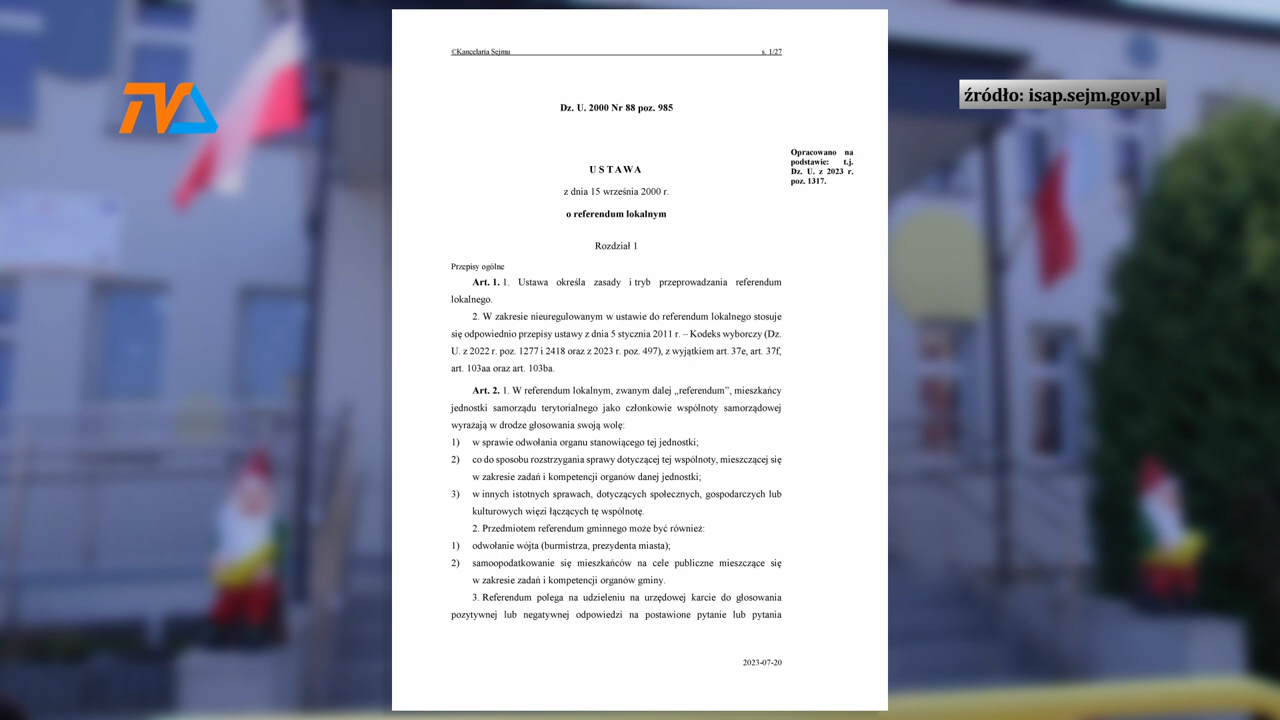 ©Kancelaria Sejmu s. 1/27
TVA
źródło: isap.sejm.gov.pl
Dz. U. 2000 Nr 88 poz. 985
Opracowano na
podstawie: t.j.
Dz. U. z 2023 r.
poz. 1317.
U S T A W A
z dnia 15 września 2000 r.
o referendum lokalnym
Rozdział 1
Przepisy ogólne
Art. 1. 1. Ustawa określa zasady i tryb przeprowadzania referendum
lokalnego.
2. W zakresie nieuregulowanym w ustawie do referendum lokalnego stosuje
się odpowiednio przepisy ustawy z dnia 5 stycznia 2011 r. – Kodeks wyborczy (Dz.
U. z 2022 r. poz. 1277 i 2418 oraz z 2023 r. poz. 497), z wyjątkiem art. 37e, art. 37f,
art. 103aa oraz art. 103ba.
Art. 2. 1. W referendum lokalnym, zwanym dalej „referendum”, mieszkańcy
jednostki samorządu terytorialnego jako członkowie wspólnoty samorządowej
wyrażają w drodze głosowania swoją wolę:
1) w sprawie odwołania organu stanowiącego tej jednostki;
2) co do sposobu rozstrzygania sprawy dotyczącej tej wspólnoty, mieszczącej się
w zakresie zadań i kompetencji organów danej jednostki;
3) w innych istotnych sprawach, dotyczących społecznych, gospodarczych lub
kulturowych więzi łączących tę wspólnotę.
2. Przedmiotem referendum gminnego może być również:
1) odwołanie wójta (burmistrza, prezydenta miasta);
2) samoopodatkowanie się mieszkańców na cele publiczne mieszczące się
w zakresie zadań i kompetencji organów gminy.
3. Referendum polega na udzieleniu na urzędowej karcie do głosowania
pozytywnej lub negatywnej odpowiedzi na postawione pytanie lub pytania
2023-07-20